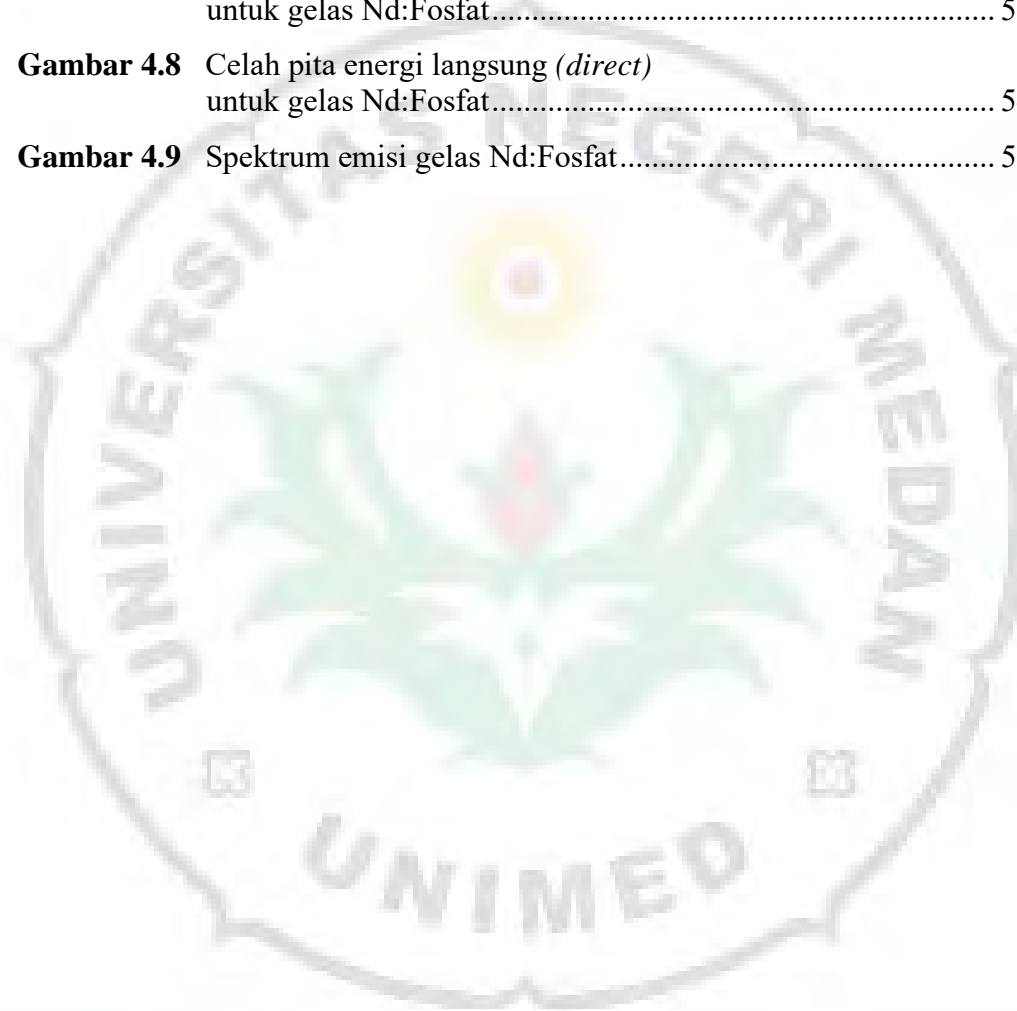 untuk gelas Nd:Fosfat.......................................................................... 5
Gambar 4.8 Celah pita energi langsung (direct)
untuk gelas Nd:Fosfat.......................................................................... 5
Gambar 4.9 Spektrum emisi gelas Nd:Fosfat....................................................... 5
UNIVERSITAS NEGERI MEDAN
UNIMED